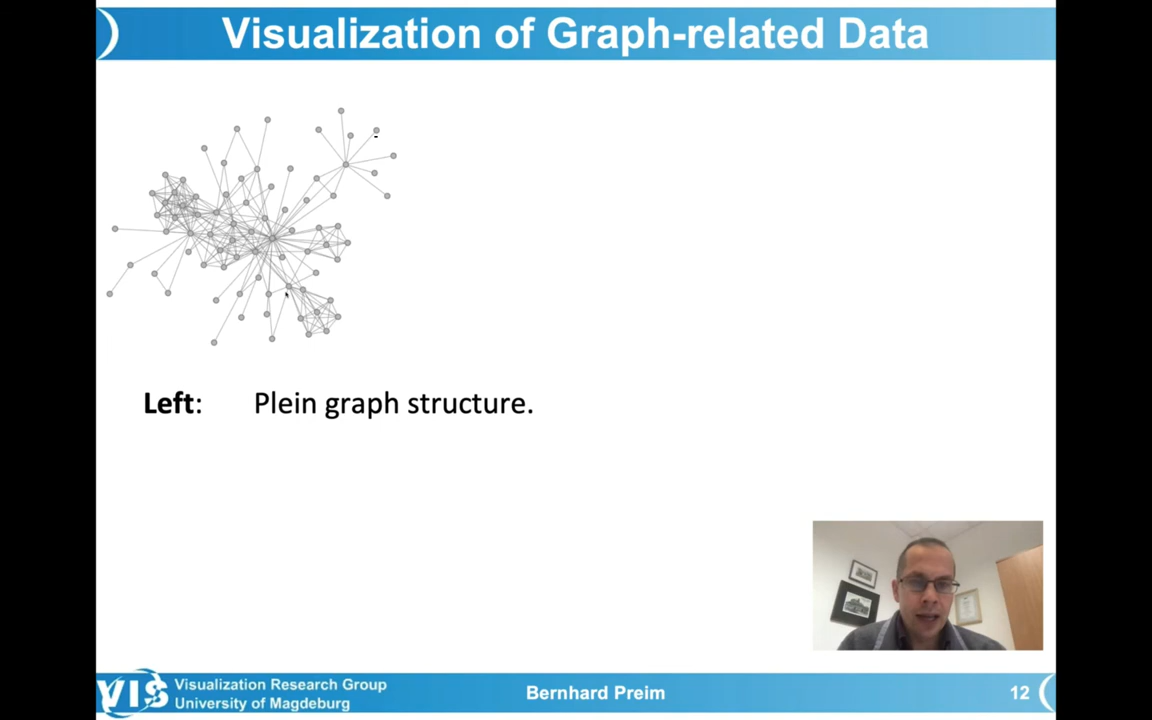 Visualization of Graph-related Data
Left: Plein graph structure.
VIS
Visualization Research Group
University of Magdeburg
Bernhard Preim
12